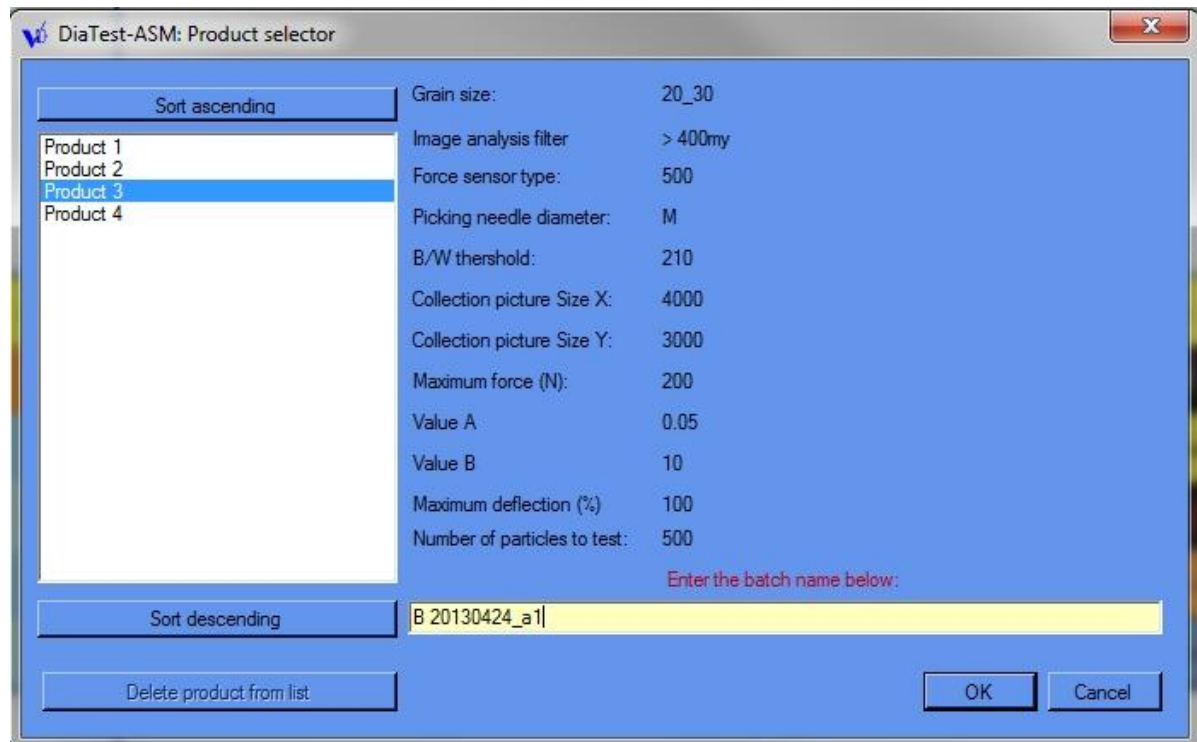 DiaTest-ASM: Product selector
Sort ascending
Product 1
Product 2
Product 3
Product 4
Sort descending
Delete product from list
Grain size: 20_30
Image analysis filter > 400my
Force sensor type: 500
Picking needle diameter: M
B/W thershold: 210
Collection picture Size X: 4000
Collection picture Size Y: 3000
Maximum force (N): 200
Value A 0.05
Value B 10
Maximum deflection (%) 100
Number of particles to test: 500
Enter the batch name below:
B 20130424_a1
OK Cancel